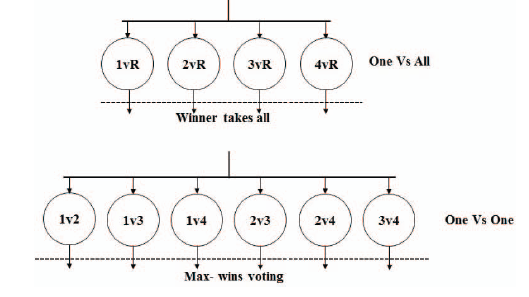 1vR 2vR 3vR 4vR One Vs All
Winner takes all
1v2 1v3 1v4 2v3 2v4 3v4 One Vs One
Max- wins voting